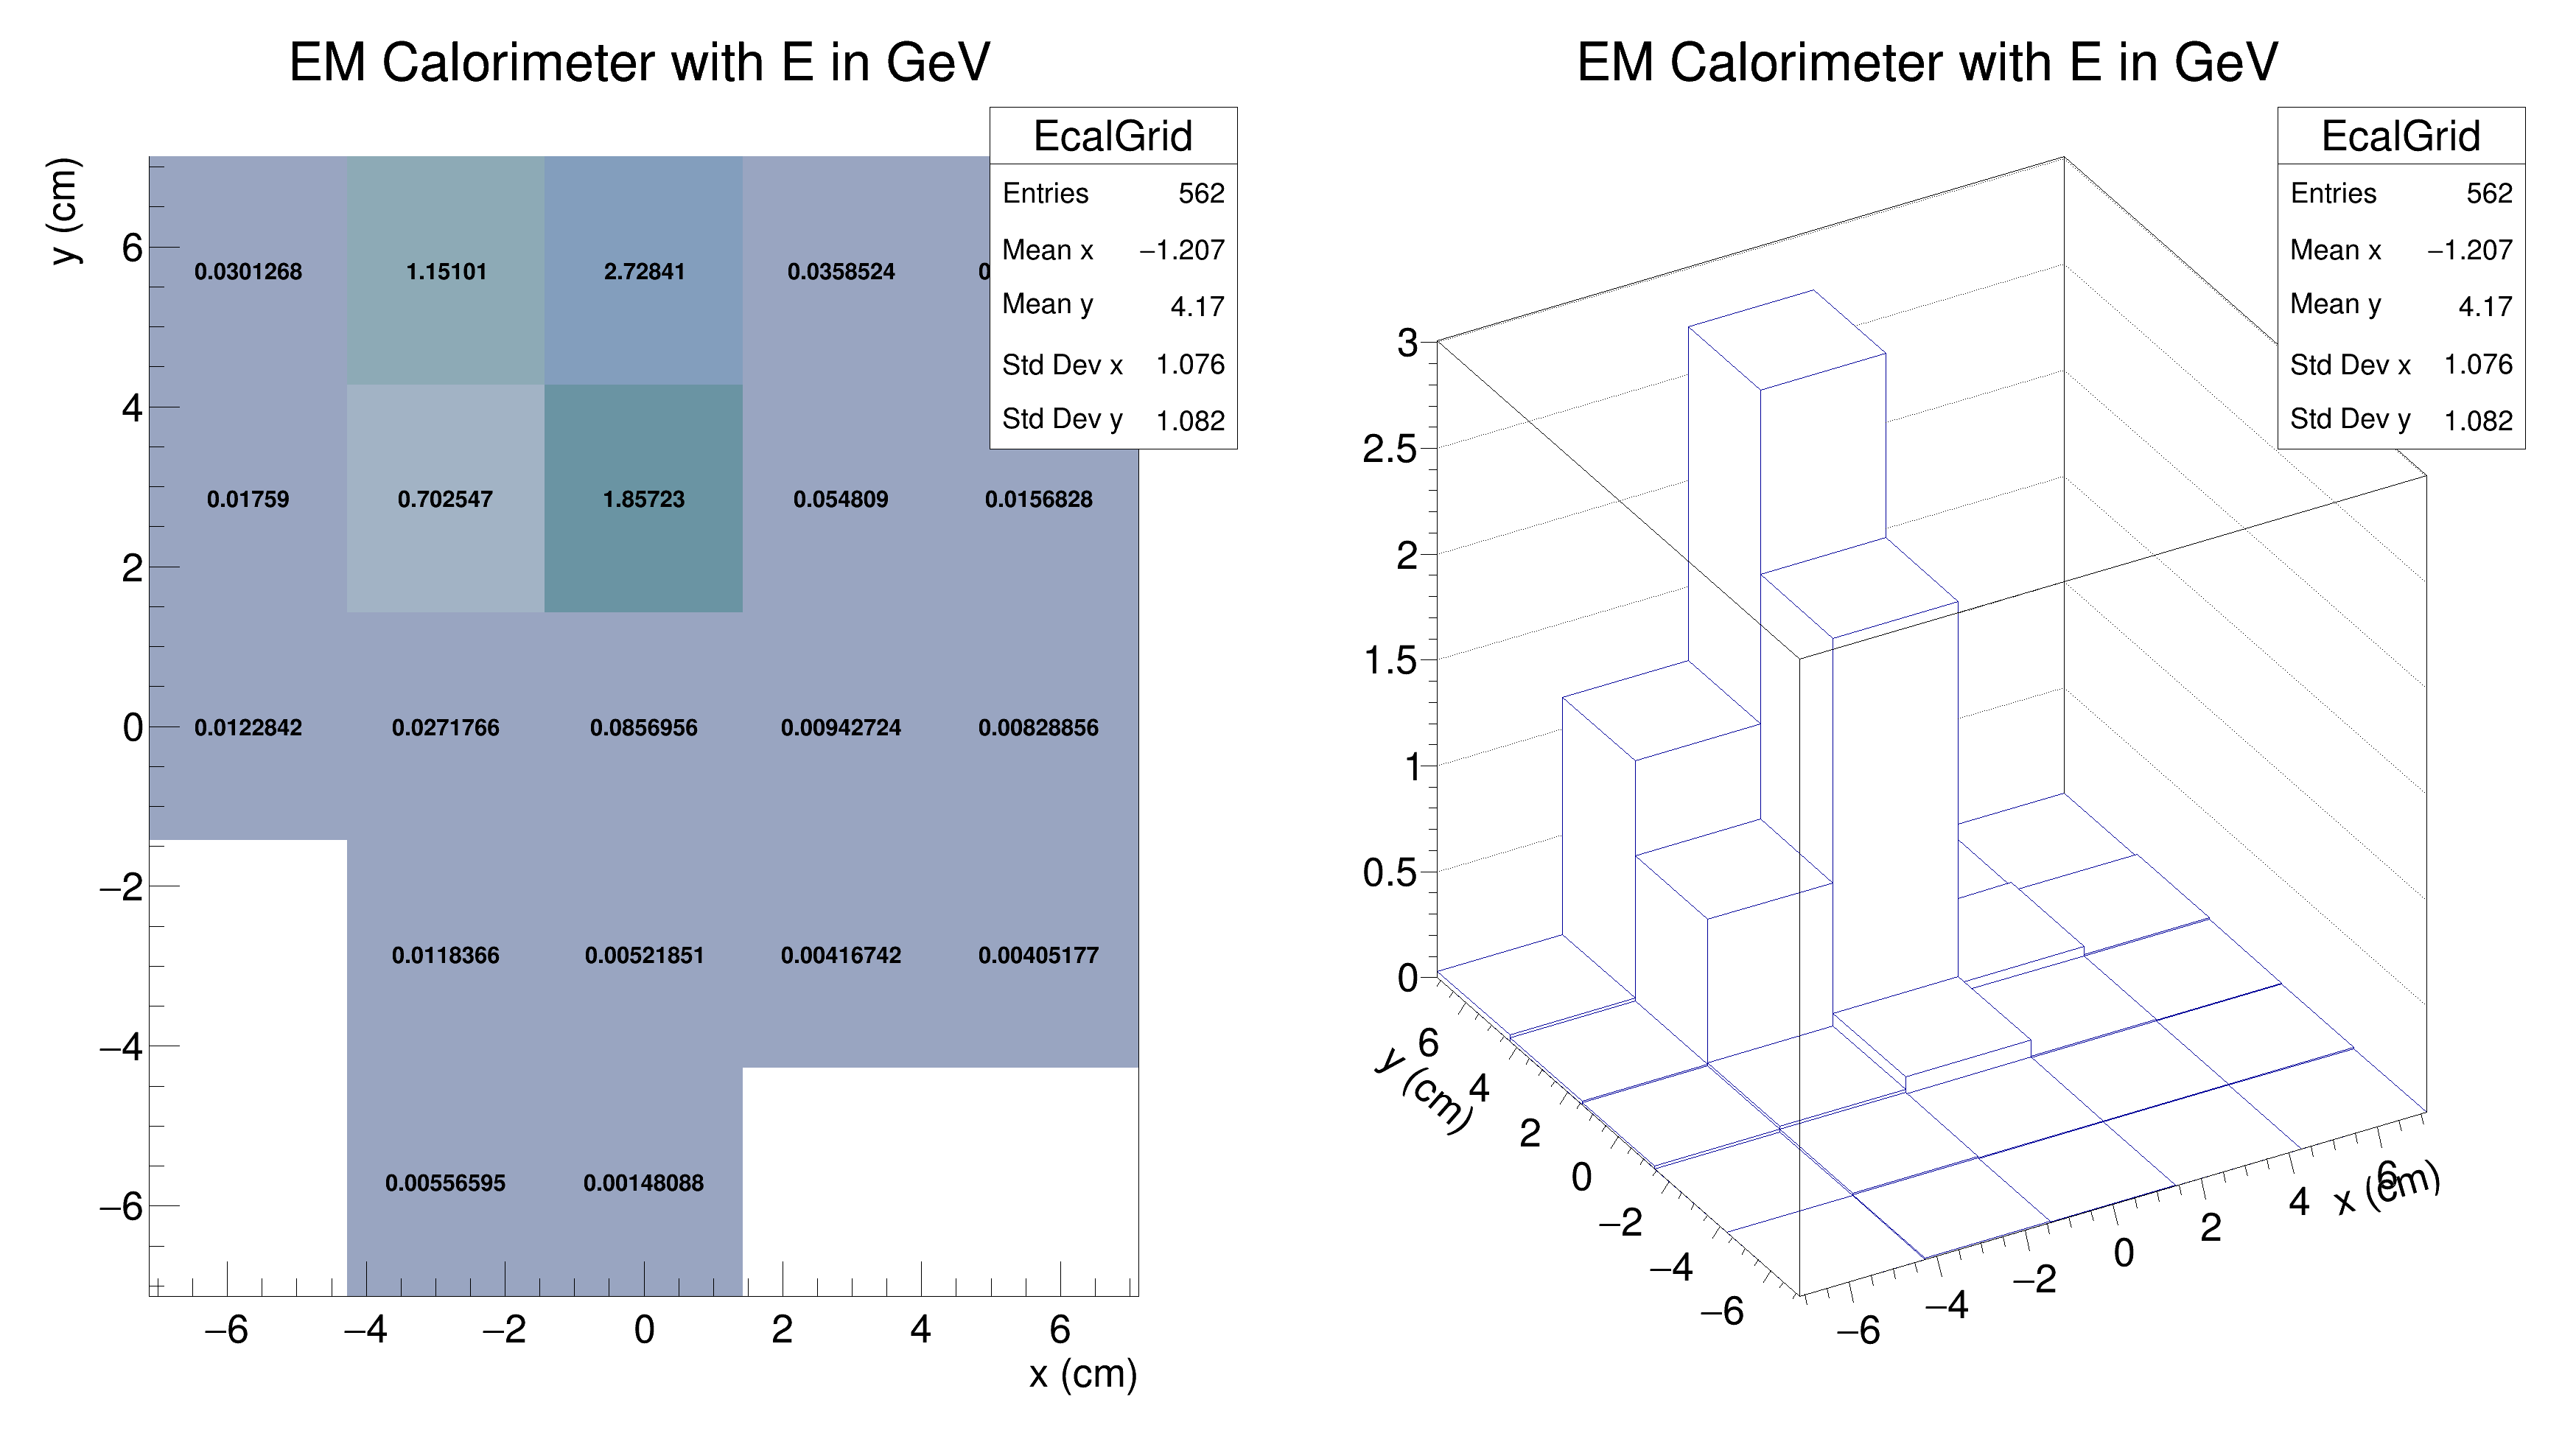 EM Calorimeter with E in GeV
y (cm)
EcalGrid
Entries 562
Mean x −1.207
Mean y 4.17
Std Dev x 1.076
Std Dev y 1.082
6
4
2
0
−2
−4
−6
0.0301268 1.15101 2.72841 0.0358524
0.01759 0.702547 1.85723 0.054809 0.0156828
0.0122842 0.0271766 0.0856956 0.00942724 0.00828856
0.0118366 0.00521851 0.00416742 0.00405177
0.00556595 0.00148088
−6 −4 −2 0 2 4 6
x (cm)
EM Calorimeter with E in GeV
EcalGrid
Entries 562
Mean x −1.207
Mean y 4.17
Std Dev x 1.076
Std Dev y 1.082
3
2.5
2
1.5
1
0.5
0
y (cm)
6
4
2
0
−2
−4
−6
−6 −4 −2 0 2 4 6
x (cm)